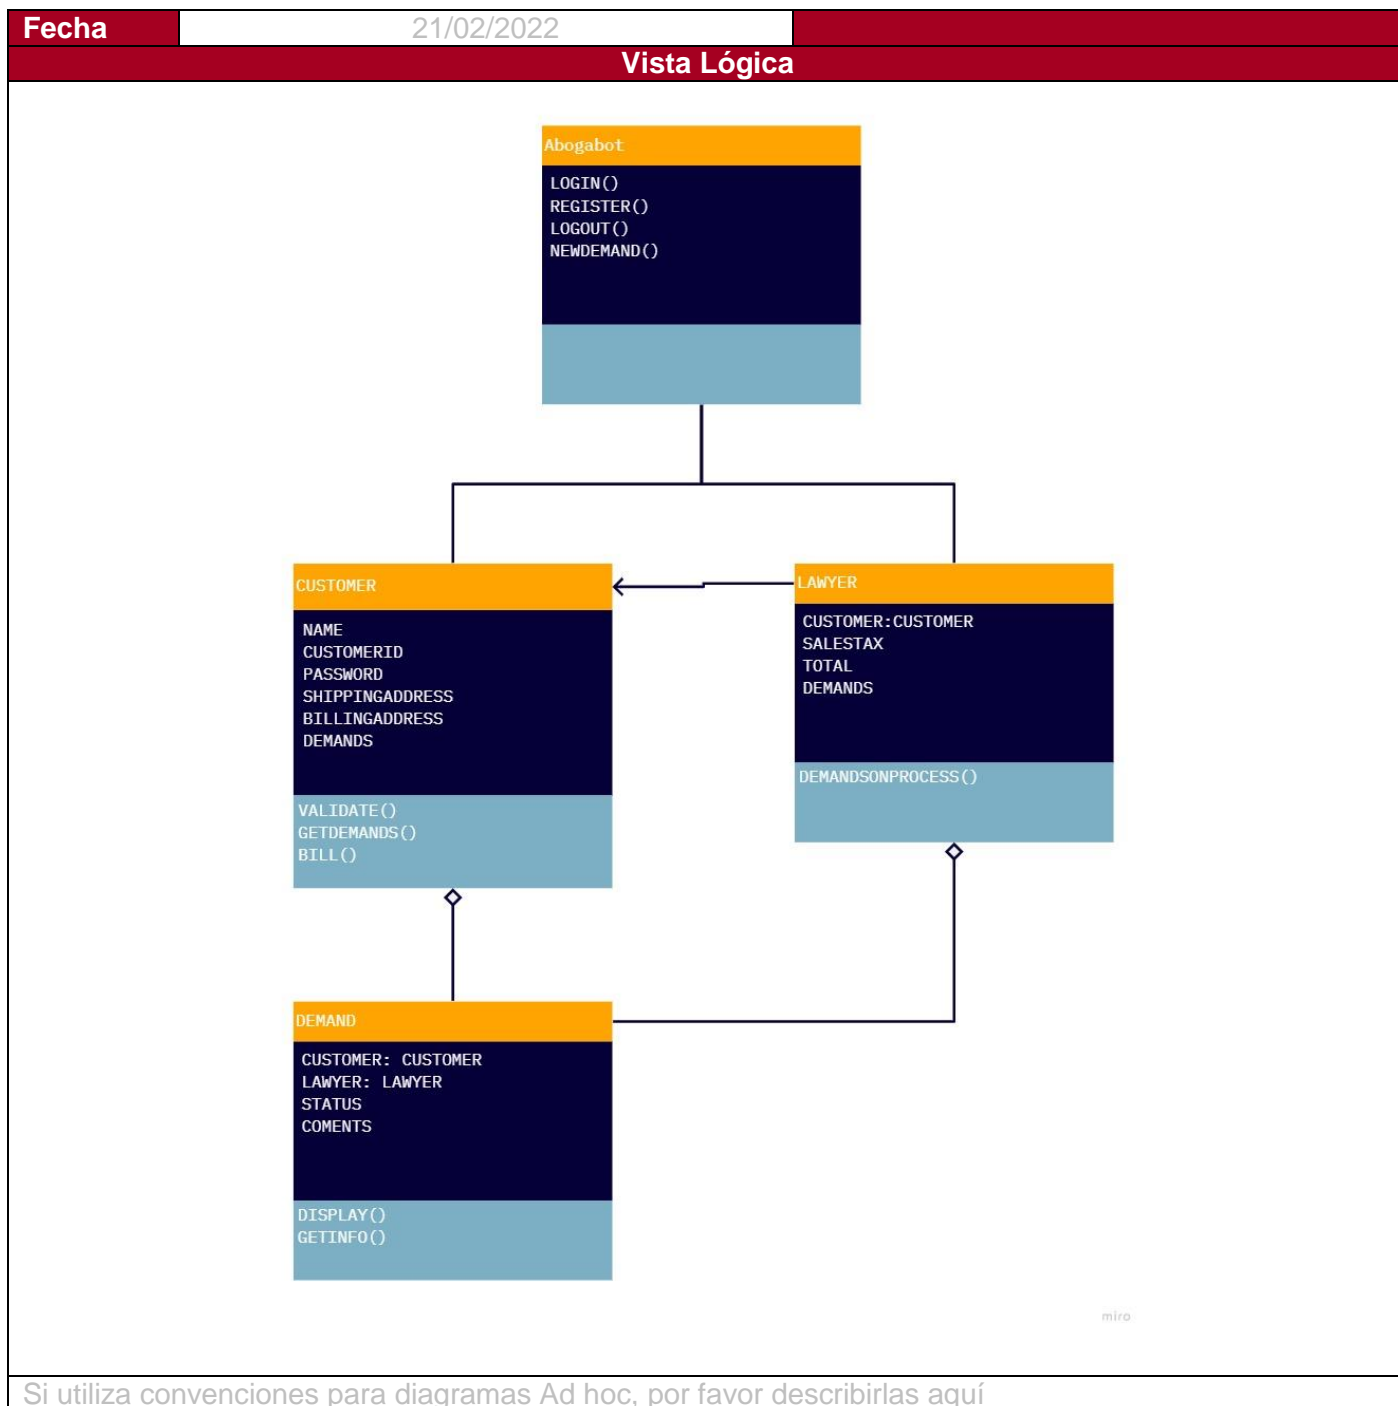 Fecha 21/02/2022
Vista Lógica
Abogabot
LOGIN()
REGISTER()
LOGOUT()
NEWDEMAND()
CUSTOMER
NAME
CUSTOMERID
PASSWORD
SHIPPINGADDRESS
BILLINGADDRESS
DEMANDS
VALIDATE()
GETDEMANDS()
BILL()
LAWYER
CUSTOMER:CUSTOMER
SALESTAX
TOTAL
DEMANDS
DEMANDSONPROCESS()
DEMAND
CUSTOMER: CUSTOMER
LAWYER: LAWYER
STATUS
COMENTS
DISPLAY()
GETINFO()
miro
Si utiliza convenciones para diagramas Ad hoc, por favor describirlas aquí